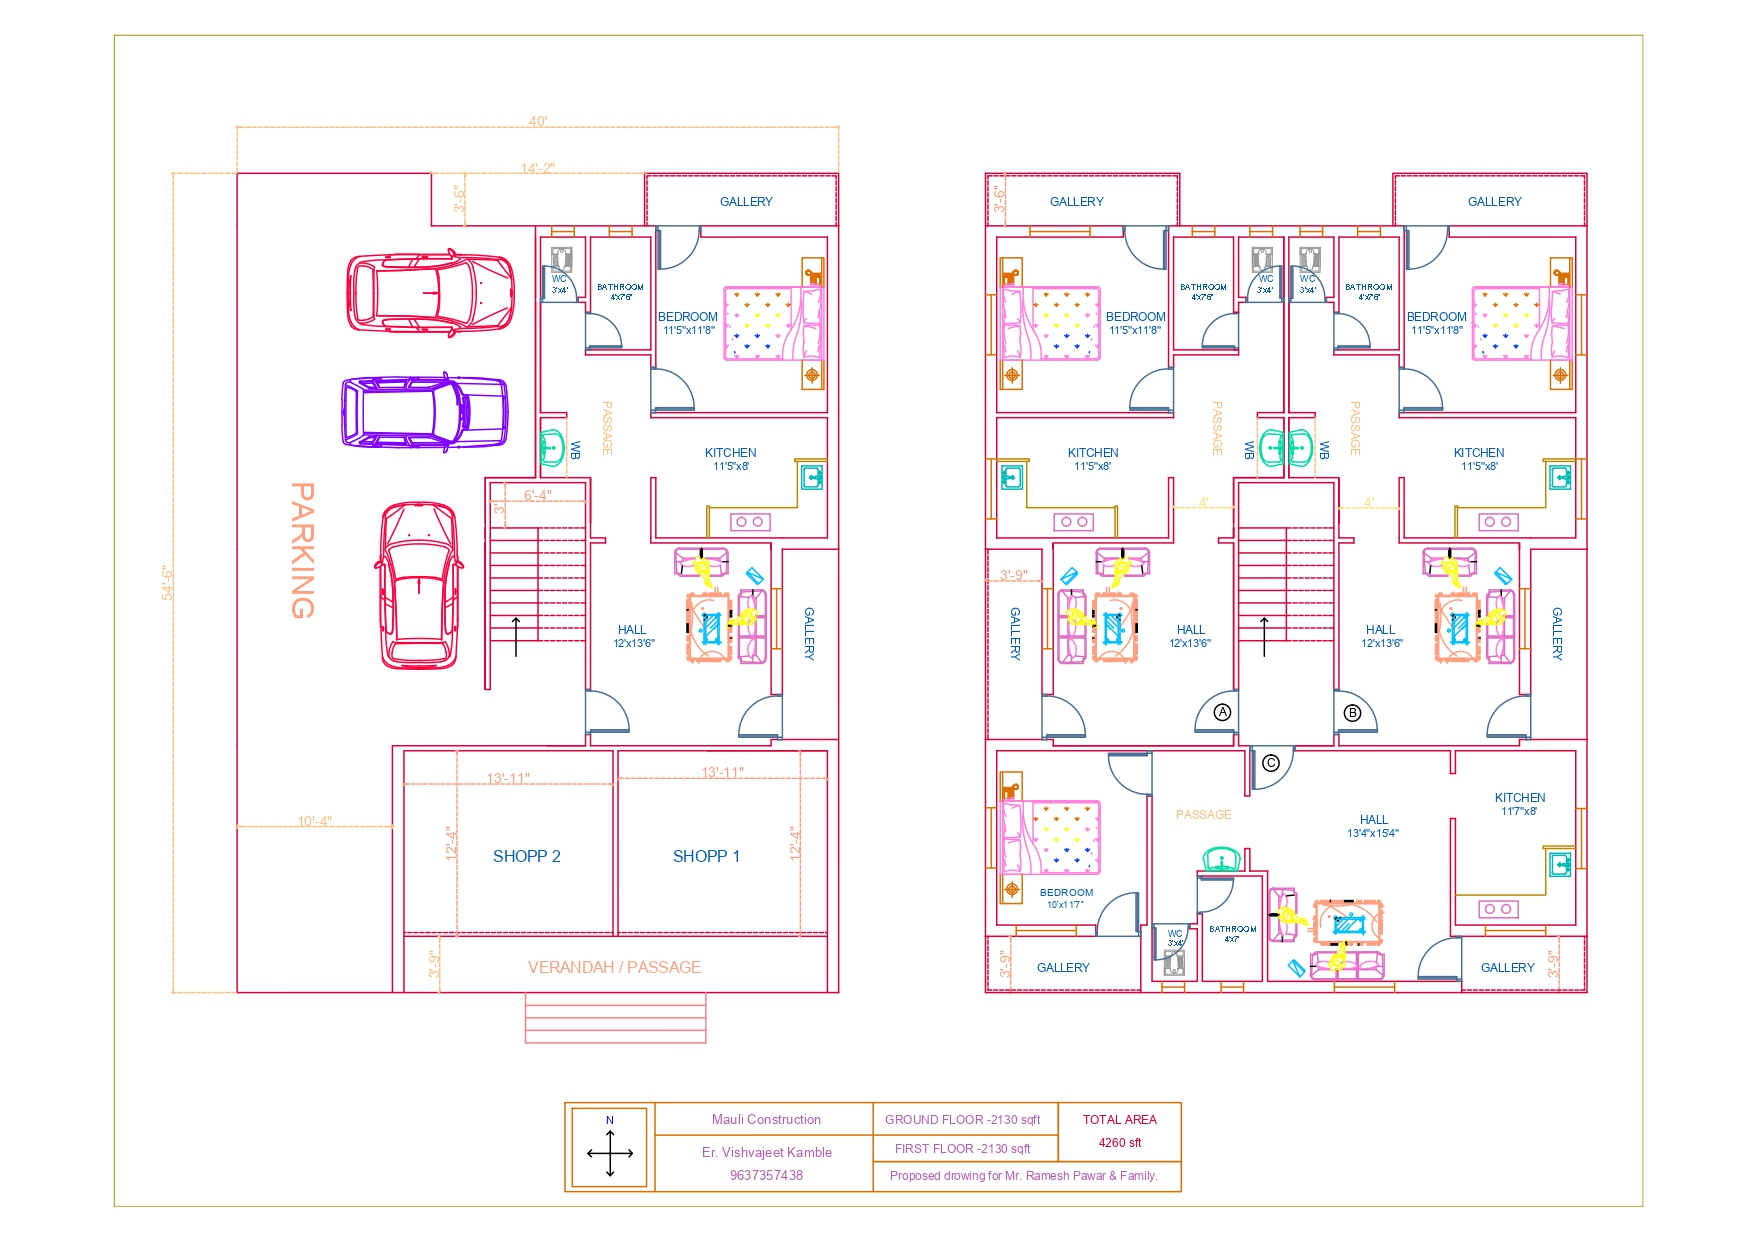 40'
14'-2"
3'-6"
GALLERY
WC
3'x4'
BATHROOM
4'x7'6"
BEDROOM
11'5"x11'8"
PASSAGE
WB
KITCHEN
11'5"x8'
6'-4"
3'
PARKING
54'-6"
HALL
12'x13'6"
GALLERY
13'-11"
13'-11"
10'-4"
12'-4"
12'-4"
SHOPP 2
SHOPP 1
3'-9"
VERANDAH / PASSAGE
3'-6"
GALLERY
GALLERY
BEDROOM
11'5"x11'8"
BATHROOM
4'x7'6"
WC
3'x4'
WC
3'x4'
BATHROOM
4'x7'6"
BEDROOM
11'5"x11'8"
PASSAGE
PASSAGE
KITCHEN
11'5"x8'
WB
WB
KITCHEN
11'5"x8'
4'
4'
3'-9"
GALLERY
HALL
12'x13'6"
HALL
12'x13'6"
GALLERY
A
B
C
PASSAGE
HALL
13'4"x15'4"
KITCHEN
11'7"x8'
BEDROOM
10'x11'7"
WC
3'x4'
BATHROOM
4'x7'
3'-9"
GALLERY
GALLERY
3'-9"
N
Mauli Construction
Er. Vishvajeet Kamble
9637357438
GROUND FLOOR -2130 sqft
FIRST FLOOR -2130 sqft
TOTAL AREA
4260 sft
Proposed drowing for Mr. Ramesh Pawar & Family.